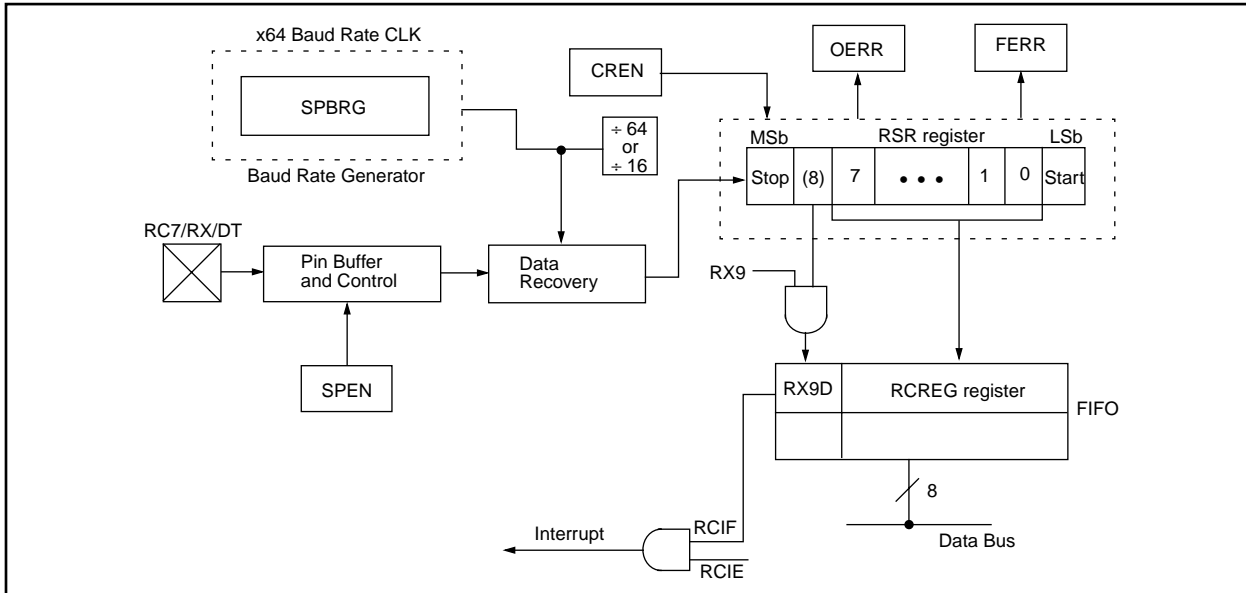 x64 Baud Rate CLK
SPBRG
Baud Rate Generator
CREN
OERR
FERR
÷ 64
or
÷ 16
MSb RSR register LSb
Stop (8) 7 • • • 1 0 Start
RC7/RX/DT
Pin Buffer
and Control
Data
Recovery
SPEN
RX9
RX9D RCREG register
FIFO
8
Data Bus
Interrupt
RCIF
RCIE